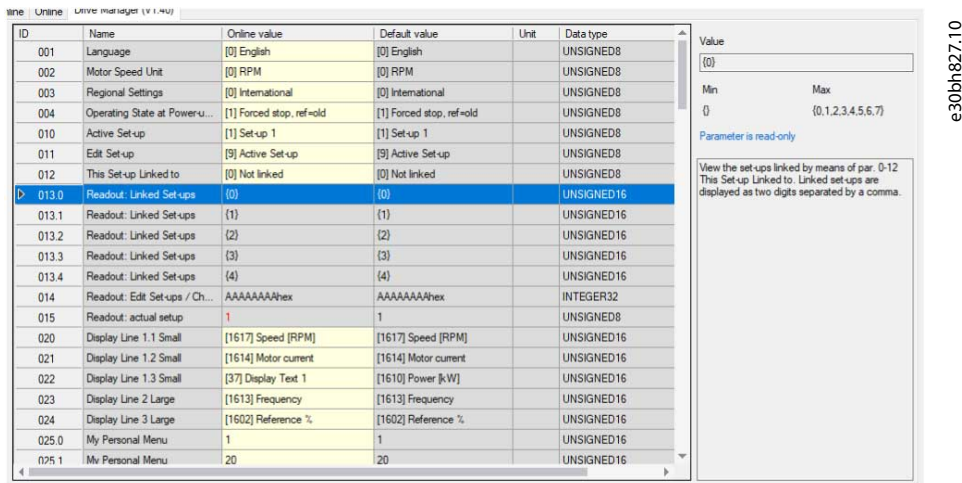 Online Drive Manager (V1.40)
ID Name Online value Default value Unit Data type
001 Language [0] English [0] English UNSIGNED8
002 Motor Speed Unit [0] RPM [0] RPM UNSIGNED8
003 Regional Settings [0] International [0] International UNSIGNED8
004 Operating State at Power-u... [1] Forced stop, ref=old [1] Forced stop, ref=old UNSIGNED8
010 Active Set-up [1] Set-up 1 [1] Set-up 1 UNSIGNED8
011 Edit Set-up [9] Active Set-up [9] Active Set-up UNSIGNED8
012 This Set-up Linked to [0] Not linked [0] Not linked UNSIGNED8
013.0 Readout: Linked Set-ups {0} {0} UNSIGNED16
013.1 Readout: Linked Set-ups {1} {1} UNSIGNED16
013.2 Readout: Linked Set-ups {2} {2} UNSIGNED16
013.3 Readout: Linked Set-ups {3} {3} UNSIGNED16
013.4 Readout: Linked Set-ups {4} {4} UNSIGNED16
014 Readout: Edit Set-ups / Ch... AAAAAAAAhex AAAAAAAAhex INTEGER32
015 Readout: actual setup 1 1 UNSIGNED8
020 Display Line 1.1 Small [1617] Speed [RPM] [1617] Speed [RPM] UNSIGNED16
021 Display Line 1.2 Small [1614] Motor current [1614] Motor current UNSIGNED16
022 Display Line 1.3 Small [37] Display Text 1 [1610] Power [kW] UNSIGNED16
023 Display Line 2 Large [1613] Frequency [1613] Frequency UNSIGNED16
024 Display Line 3 Large [1602] Reference % [1602] Reference % UNSIGNED16
025.0 My Personal Menu 1 1 UNSIGNED16
025.1 My Personal Menu 20 20 UNSIGNED16
Value
{0}
Min Max
{} {0,1,2,3,4,5,6,7}
Parameter is read-only
View the set-ups linked by means of par. 0-12
This Set-up Linked to. Linked set-ups are
displayed as two digits separated by a comma.
e30bh827.10